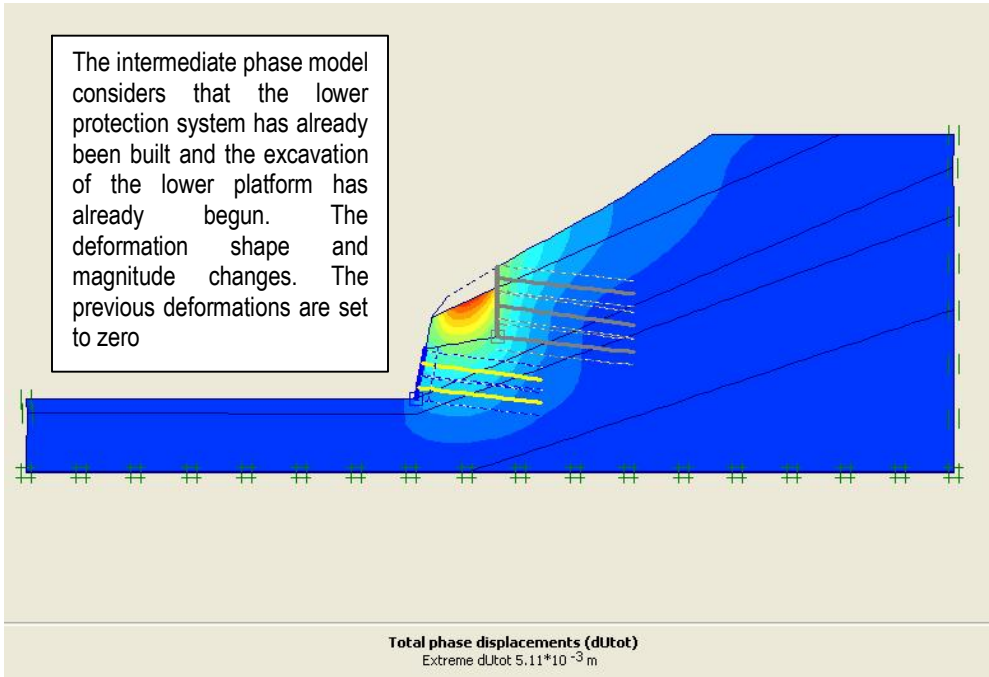 The intermediate phase model
considers that the lower
protection system has already
been built and the excavation
of the lower platform has
already begun. The
deformation shape and
magnitude changes. The
previous deformations are set
to zero
Total phase displacements (dUtot)
Extreme dUtot 5.11*10 -3 m